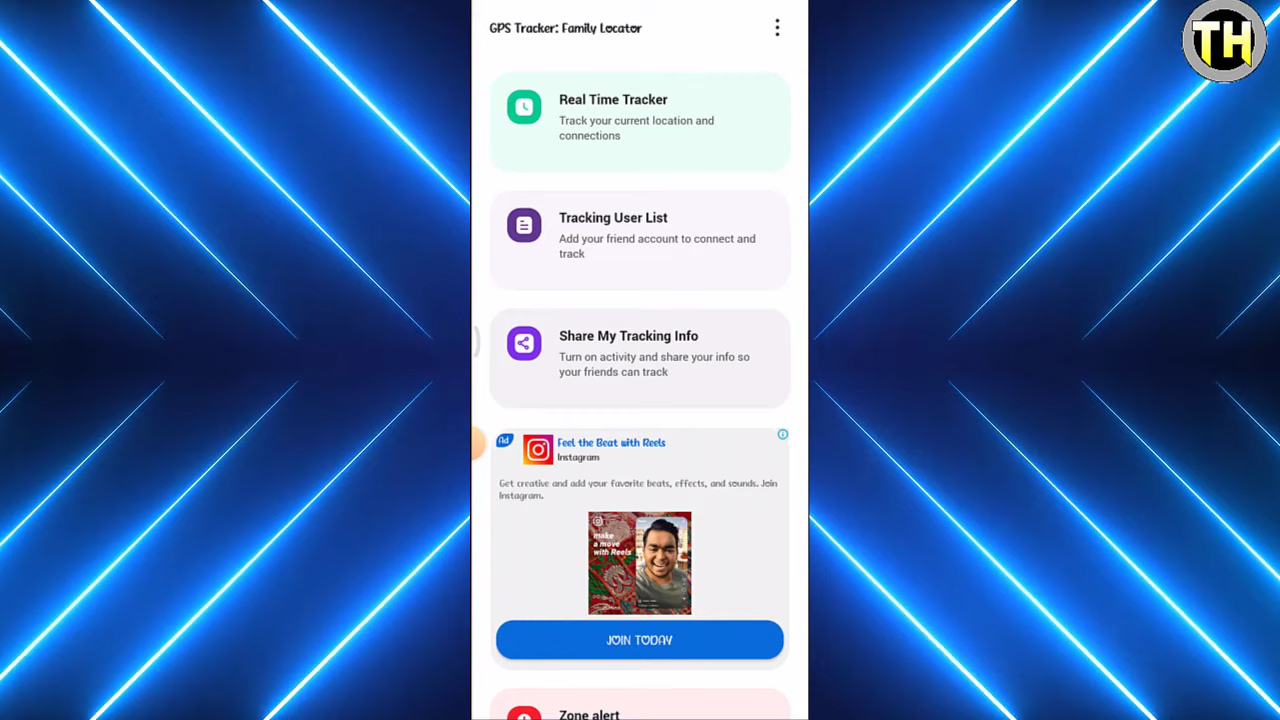 TH
GPS Tracker: Family Locator
Real Time Tracker
Track your current location and
connections
Tracking User List
Add your friend account to connect and
track
Share My Tracking Info
Turn on activity and share your info so
your friends can track
Ad
Feel the Beat with Reels
Instagram
Get creative and add your favorite beats, effects, and sounds. Join
Instagram.
make
a move
with Reels
JOIN TODAY
Zone alert